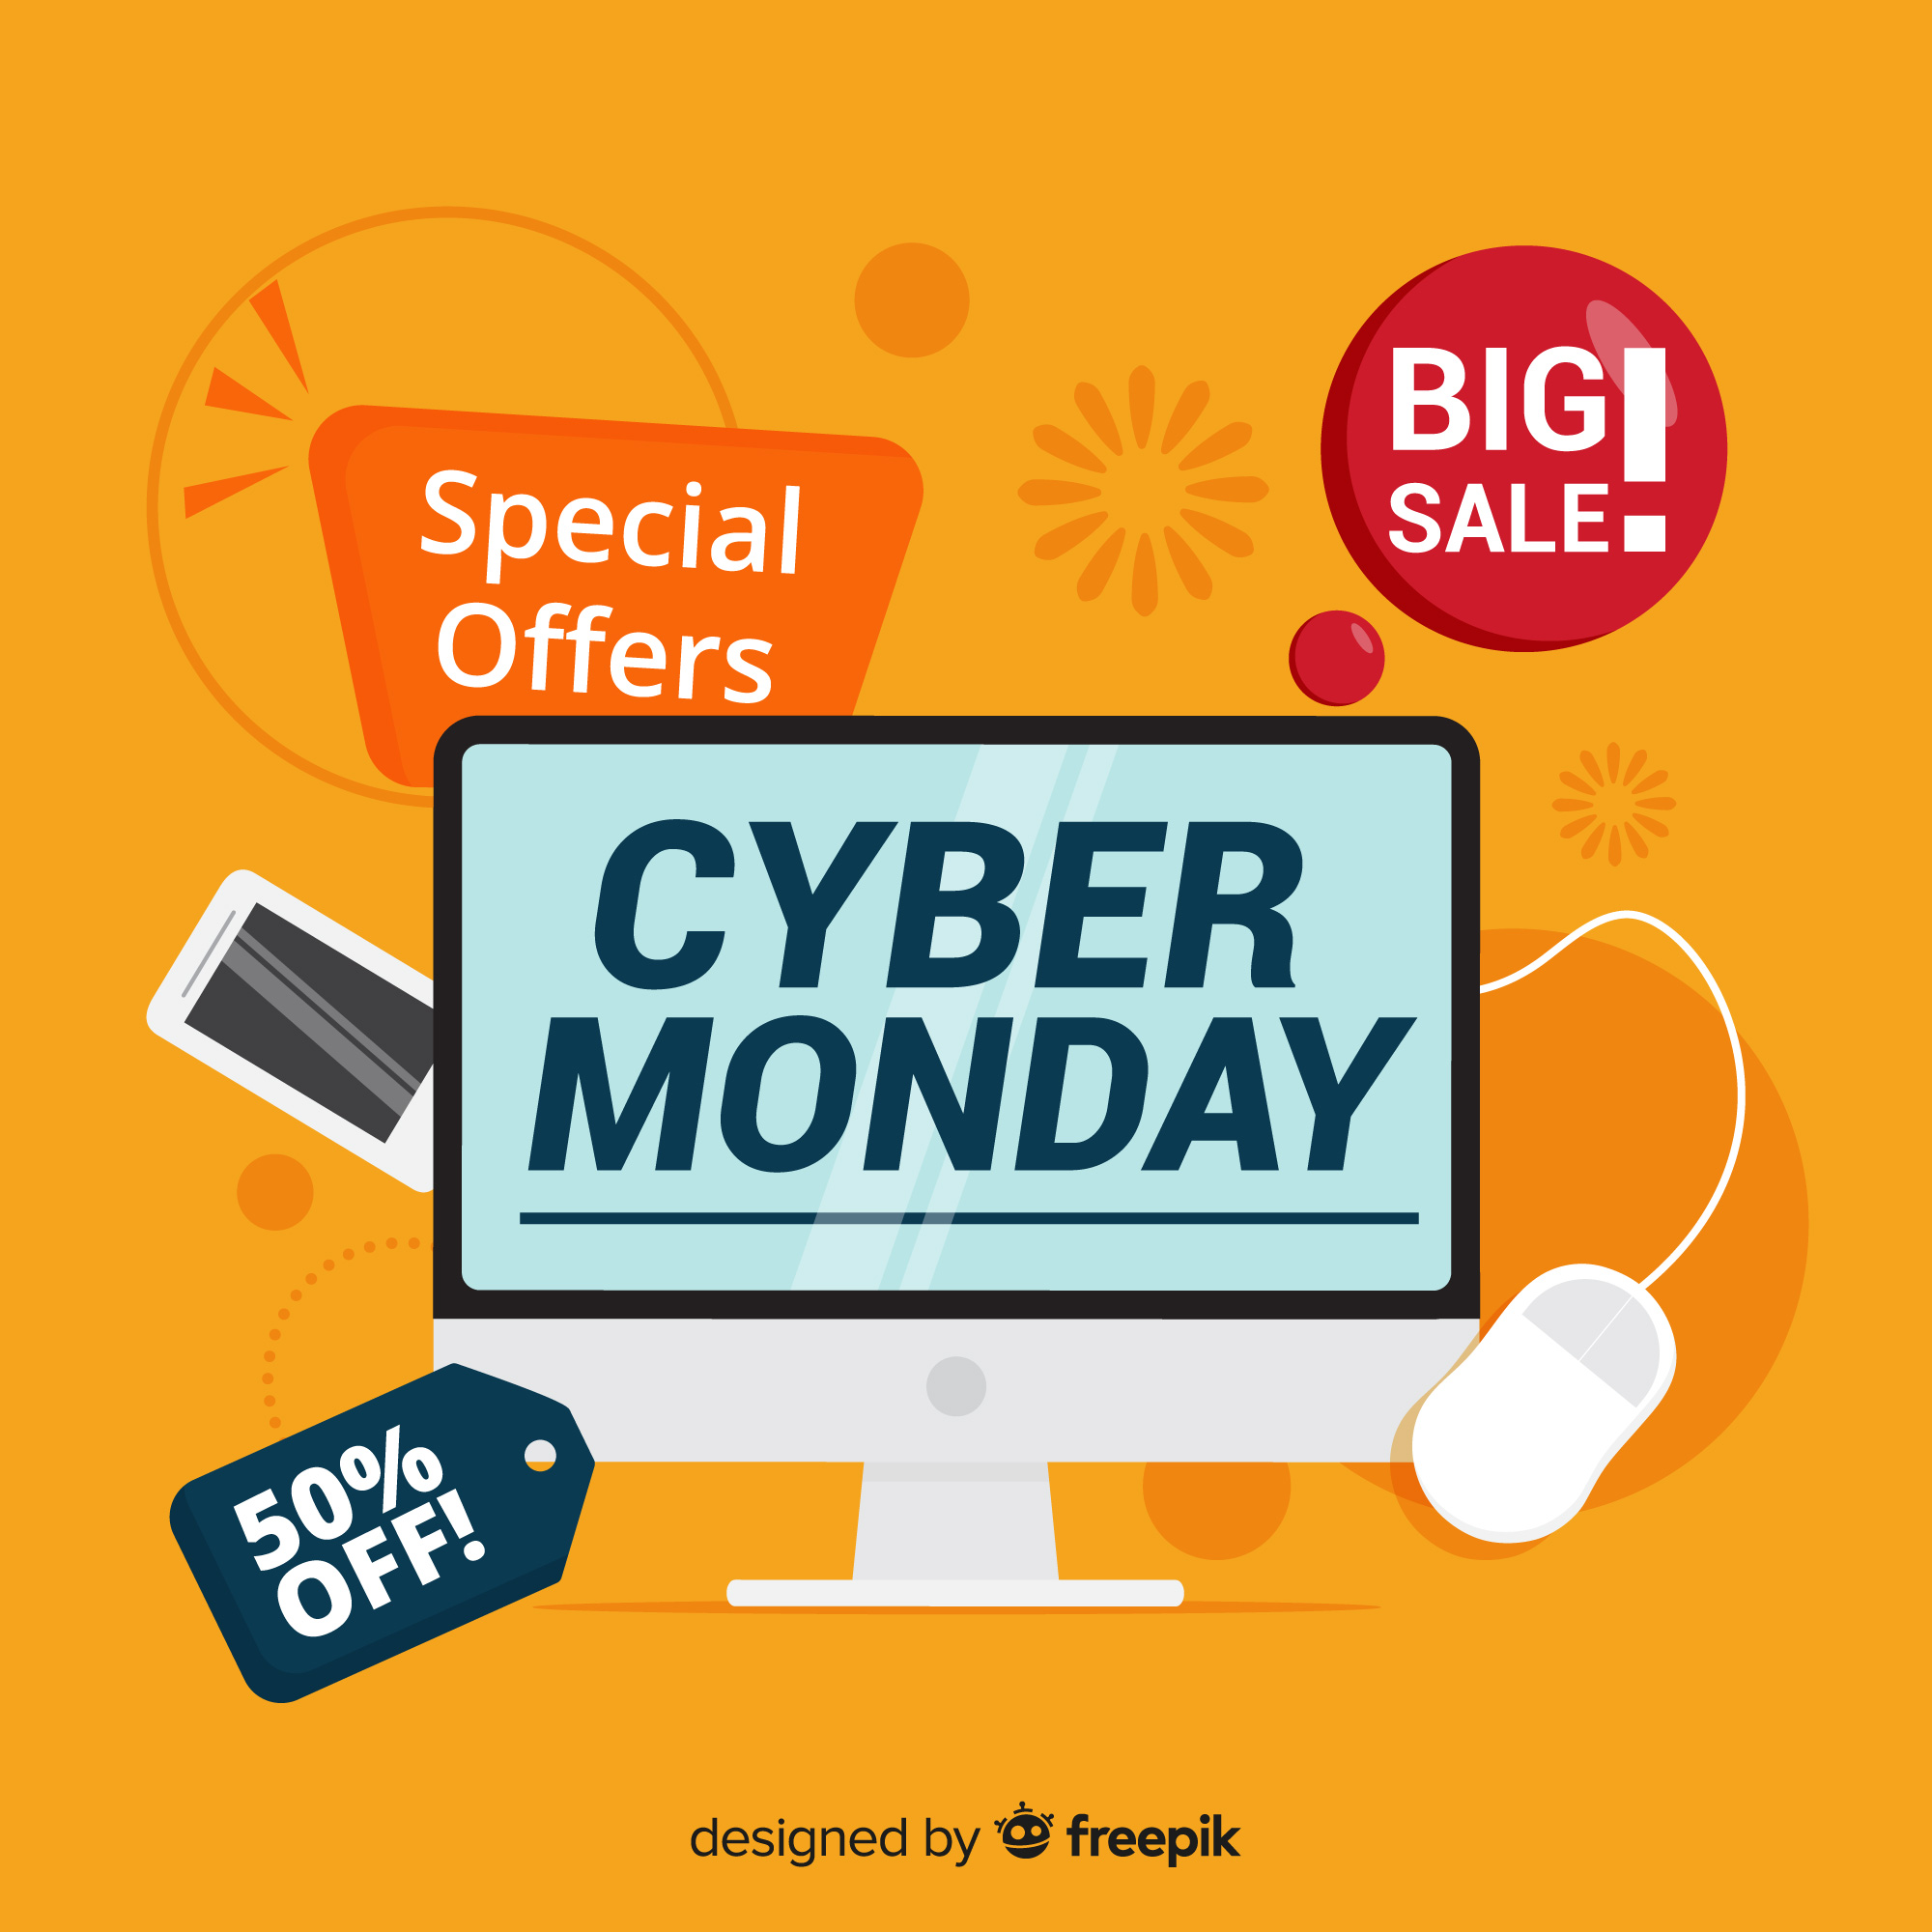 Special
Offers
BIG!
SALE
CYBER
MONDAY
50%
OFF!
designed by freepik